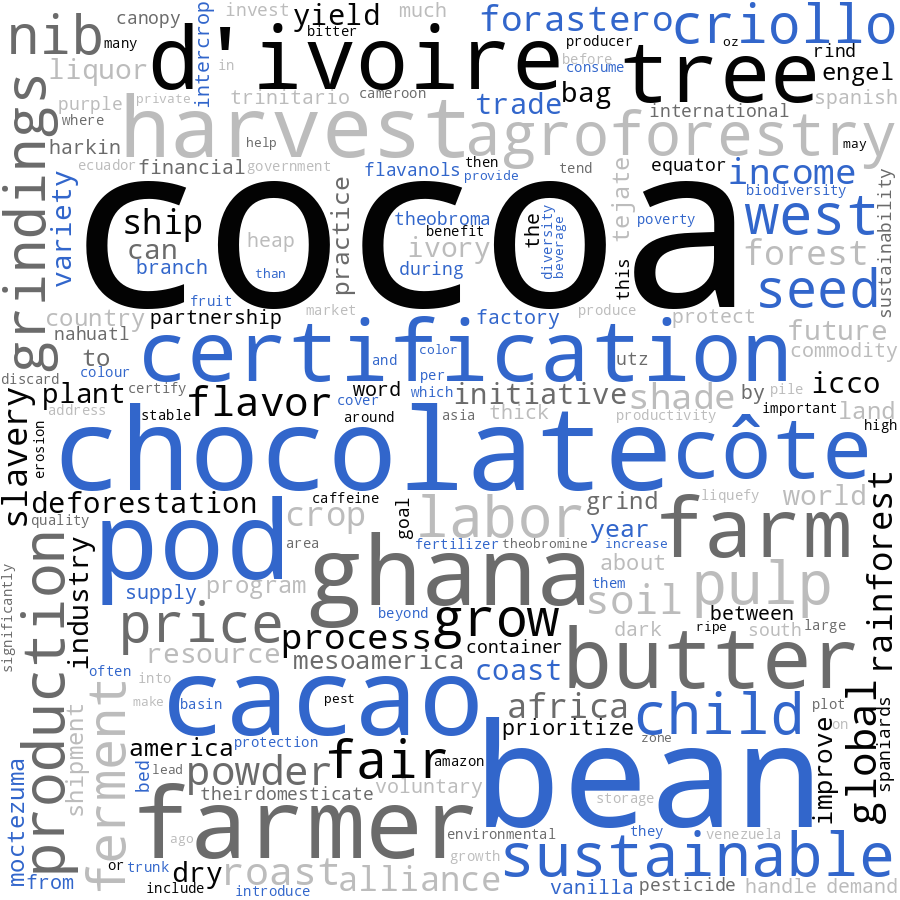 canopy
invest
yield
much
forastero
criollo
nib
many
intercrop
d'ivoire
bitter
producer
oz
tree
rind
liquor
in
before
consume
engel
purple
private
trinitario
cameroon
trade
bag
spanish
where
harvest
international
agroforestry
harkin
help
may
grindings
ecuador
financial
government
flavanols
then
provide
tend
equator
income
variety
cocoa
practice
tejate
biodiversity
sustainability
ship
theobroma
the
diversity
beverage
poverty
west
can
heap
benefit
ivory
forest
branch
than
during
this
seed
fruit
country
partnership
market
factory
produce
protect
future
nahuatl
certification
to
color
and
utz
commodity
discard
colour
per
plant
certify
flavor
word
cover
which
initiative
shade
by
pile
icco
address
stable
around
asia
thick
productivity
important
land
slavery
erosion
chocolate
côte
high
deforestation
caffeine
goal
grind
liquefy
world
rainforest
quality
pod
crop
labor
year
farm
area
fertilizer
theobromine
increase
production
industry
ghana
about
significantly
supply
program
them
soil
pulp
price
beyond
grow
between
process
dark
ripe
south
large
resource
mesoamerica
container
butter
often
into
coast
make
cacao
basin
pest
africa
child
plot
global
ferment
shipment
prioritize
on
spaniards
america
protection
fair
amazon
bean
zone
improve
moctezuma
bed
lead
powder
voluntary
their
domesticate
storage
farmer
ago
environmental
they
venezuela
growth
sustainable
from
or
trunk
dry
roast
alliance
include
introduce
vanilla
pesticide
handle
demand